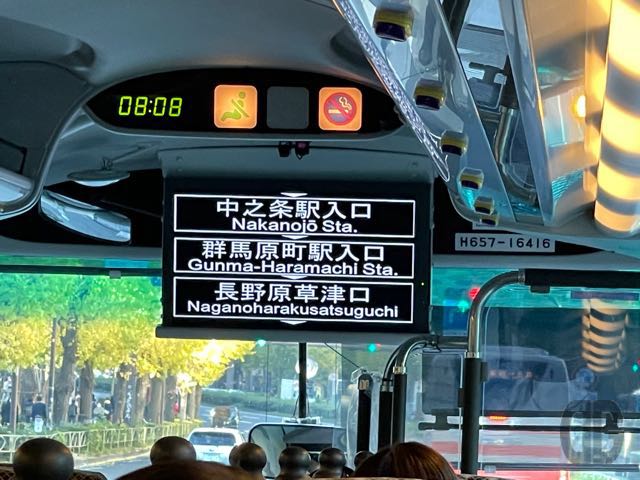 08:08
中之条駅入口
Nakanojō Sta.
群馬原町駅入口
Gunma-Haramachi Sta.
長野原草津口
Naganoharakusatsuguchi
H657-16416